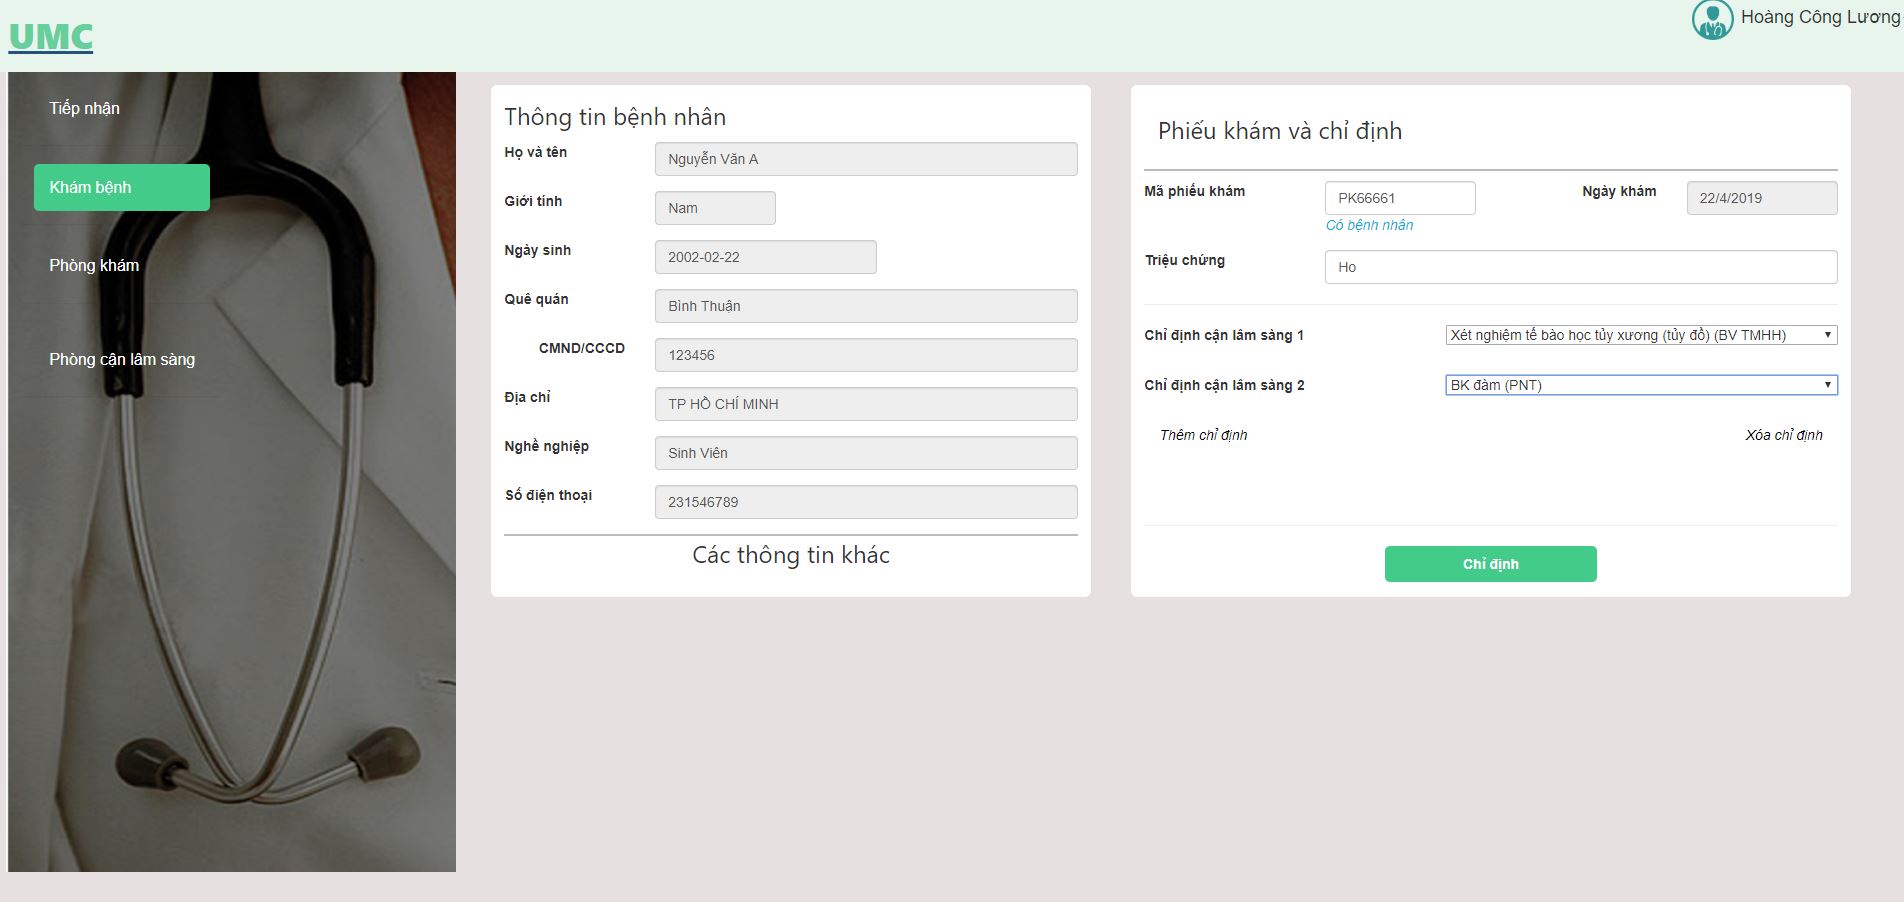 UMC
Hoàng Công Lương
Tiếp nhận
Khám bệnh
Phòng khám
Phòng cận lâm sàng
Thông tin bệnh nhân
Họ và tên Nguyễn Văn A
Giới tính Nam
Ngày sinh 2002-02-22
Quê quán Bình Thuận
CMND/CCCD 123456
Địa chỉ TP HỒ CHÍ MINH
Nghề nghiệp Sinh Viên
Số điện thoại 231546789
Các thông tin khác
Phiếu khám và chỉ định
Mã phiếu khám PK66661 Ngày khám 22/4/2019
Có bệnh nhân
Triệu chứng Ho
Chỉ định cận lâm sàng 1 Xét nghiệm tế bào học tủy xương (tủy đồ) (BV TMHH)
Chỉ định cận lâm sàng 2 BK đàm (PNT)
Thêm chỉ định Xóa chỉ định
Chỉ định